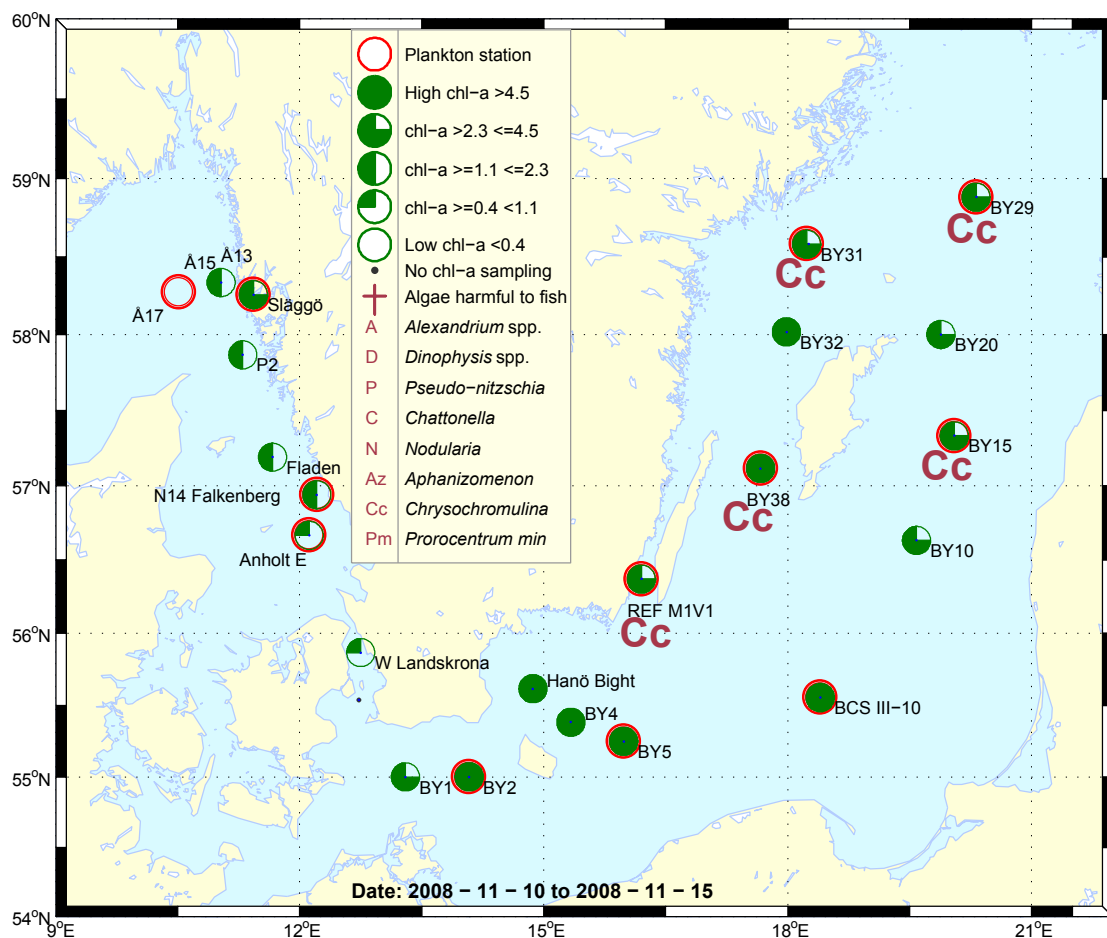 60°N
59°N
58°N
57°N
56°N
55°N
54°N
9°E
12°E
15°E
18°E
21°E
Plankton station
High chl−a >4.5
chl−a >2.3 <=4.5
chl−a >=1.1 <=2.3
chl−a >=0.4 <1.1
Low chl−a <0.4
No chl−a sampling
Algae harmful to fish
A Alexandrium spp.
D Dinophysis spp.
P Pseudo−nitzschia
C Chattonella
N Nodularia
Az Aphanizomenon
Cc Chrysochromulina
Pm Prorocentrum min
Å13
Å15
Å17
Släggö
P2
Fladen
N14 Falkenberg
Anholt E
W Landskrona
Hanö Bight
BY4
BY5
BY1
BY2
BCS III−10
REF M1V1
Cc
BY38
Cc
BY10
BY15
Cc
BY20
BY32
BY31
Cc
BY29
Cc
Date: 2008 − 11 − 10 to 2008 − 11 − 15